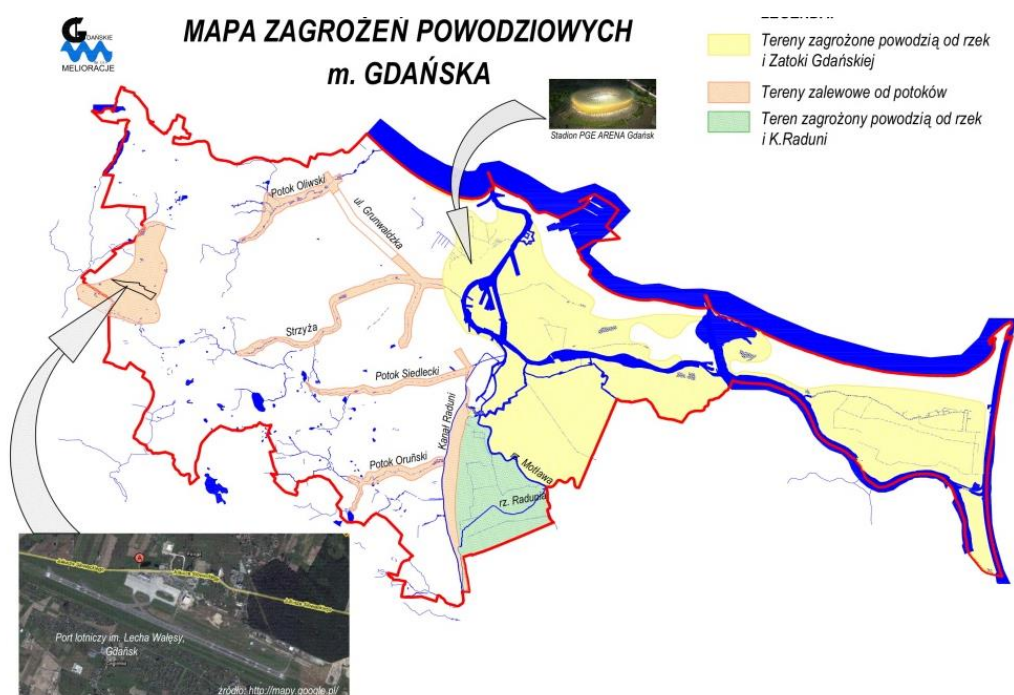 GDAŃSKIE
MELIORACJE
MAPA ZAGROŻEŃ POWODZIOWYCH
m. GDAŃSKA
LEGENDA:
Tereny zagrożone powodzią od rzek
i Zatoki Gdańskiej
Tereny zalewowe od potoków
Teren zagrożony powodzią od rzek
i K.Raduni
Stadion PGE ARENA Gdańsk
Potok Oliwski
ul. Grunwaldzka
Strzyża
Potok Siedlecki
Kanał Raduni
Potok Oruński
Motława
rz. Radunia
A
Port lotniczy im. Lecha Wałęsy,
Gdańsk
źródło: http://mapy.google.pl/